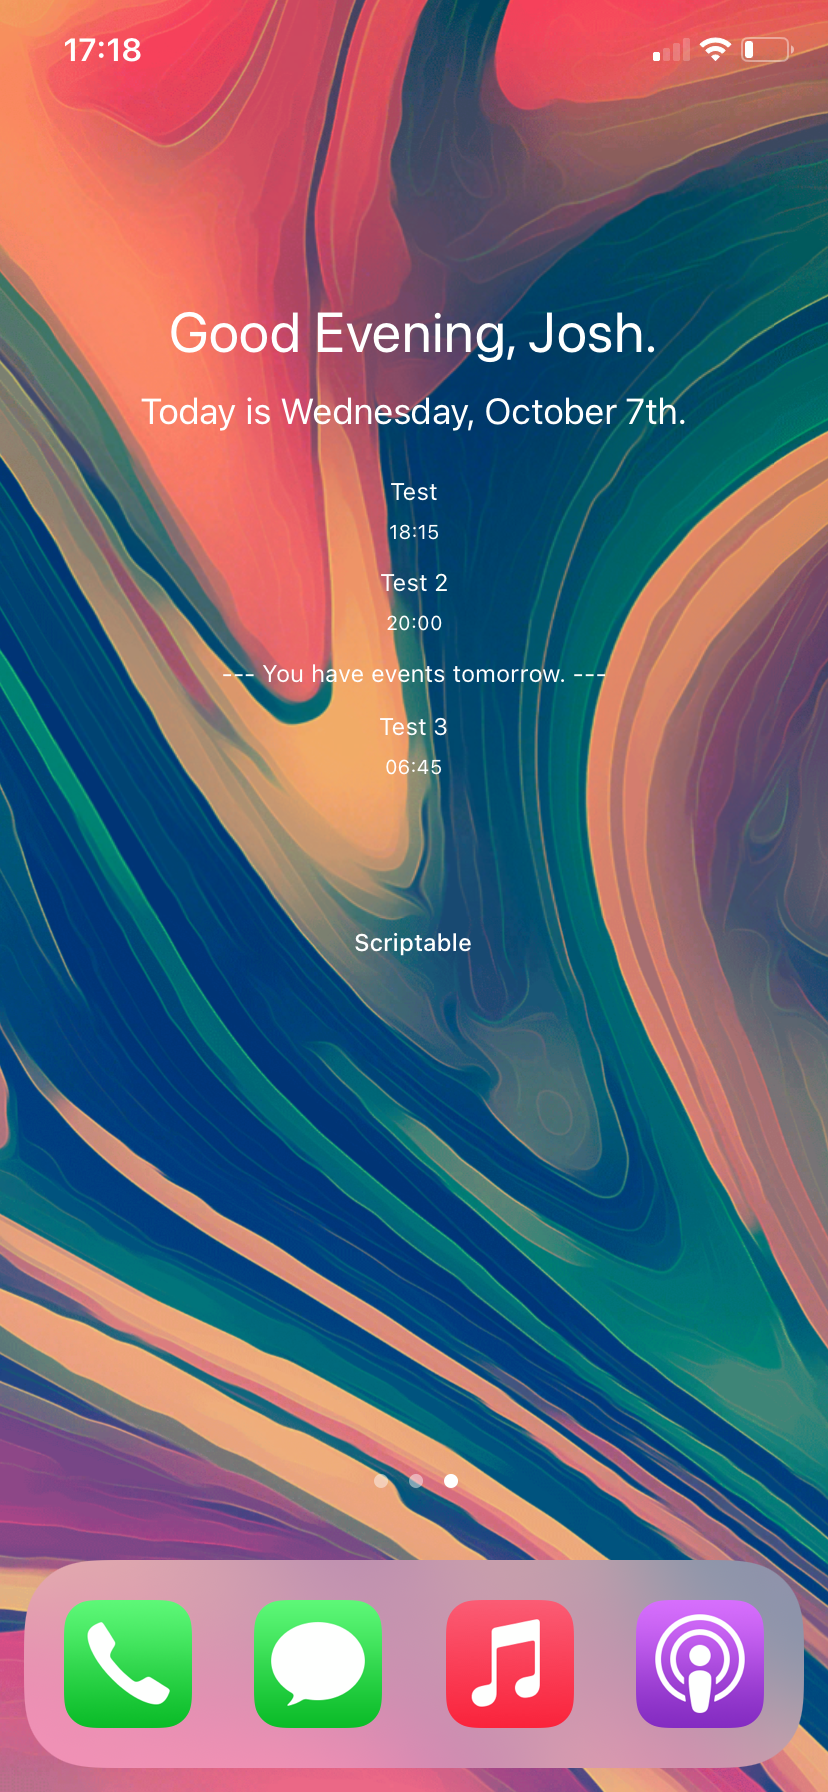 17:18
Good Evening, Josh.
Today is Wednesday, October 7th.
Test
18:15
Test 2
20:00
--- You have events tomorrow. ---
Test 3
06:45
Scriptable